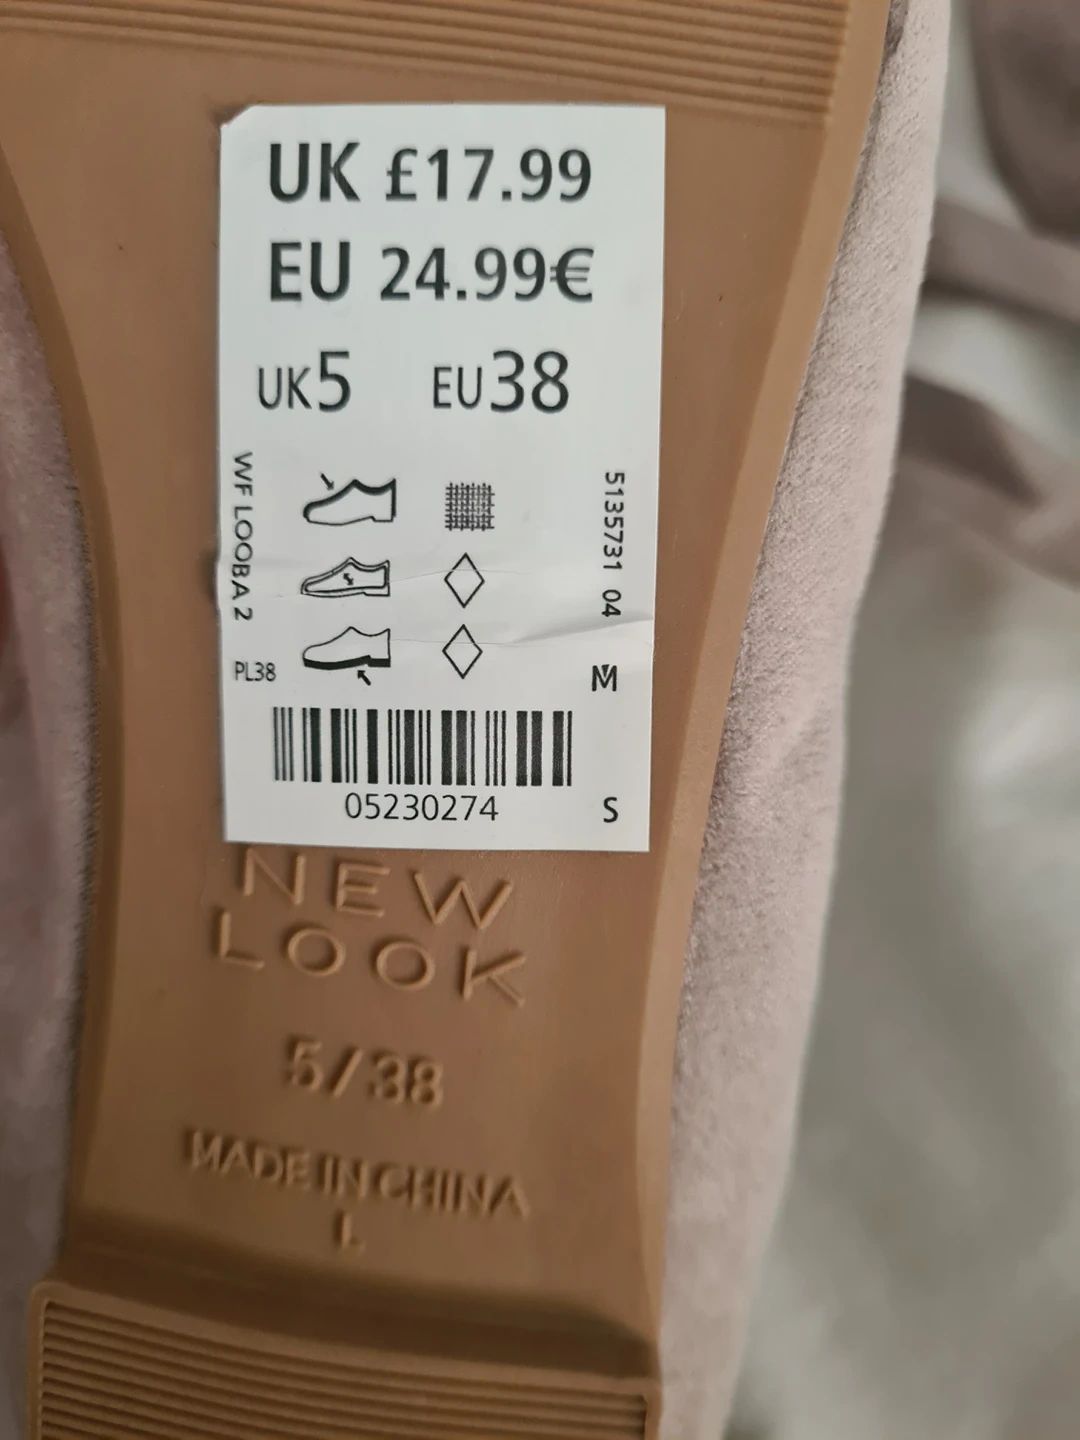 UK £17.99
EU 24.99€
UK5 EU38
WF LOOBA 2
5135731 04
PL38
M
05230274
S
NEW
LOOK
5/38
MADE IN CHINA
L